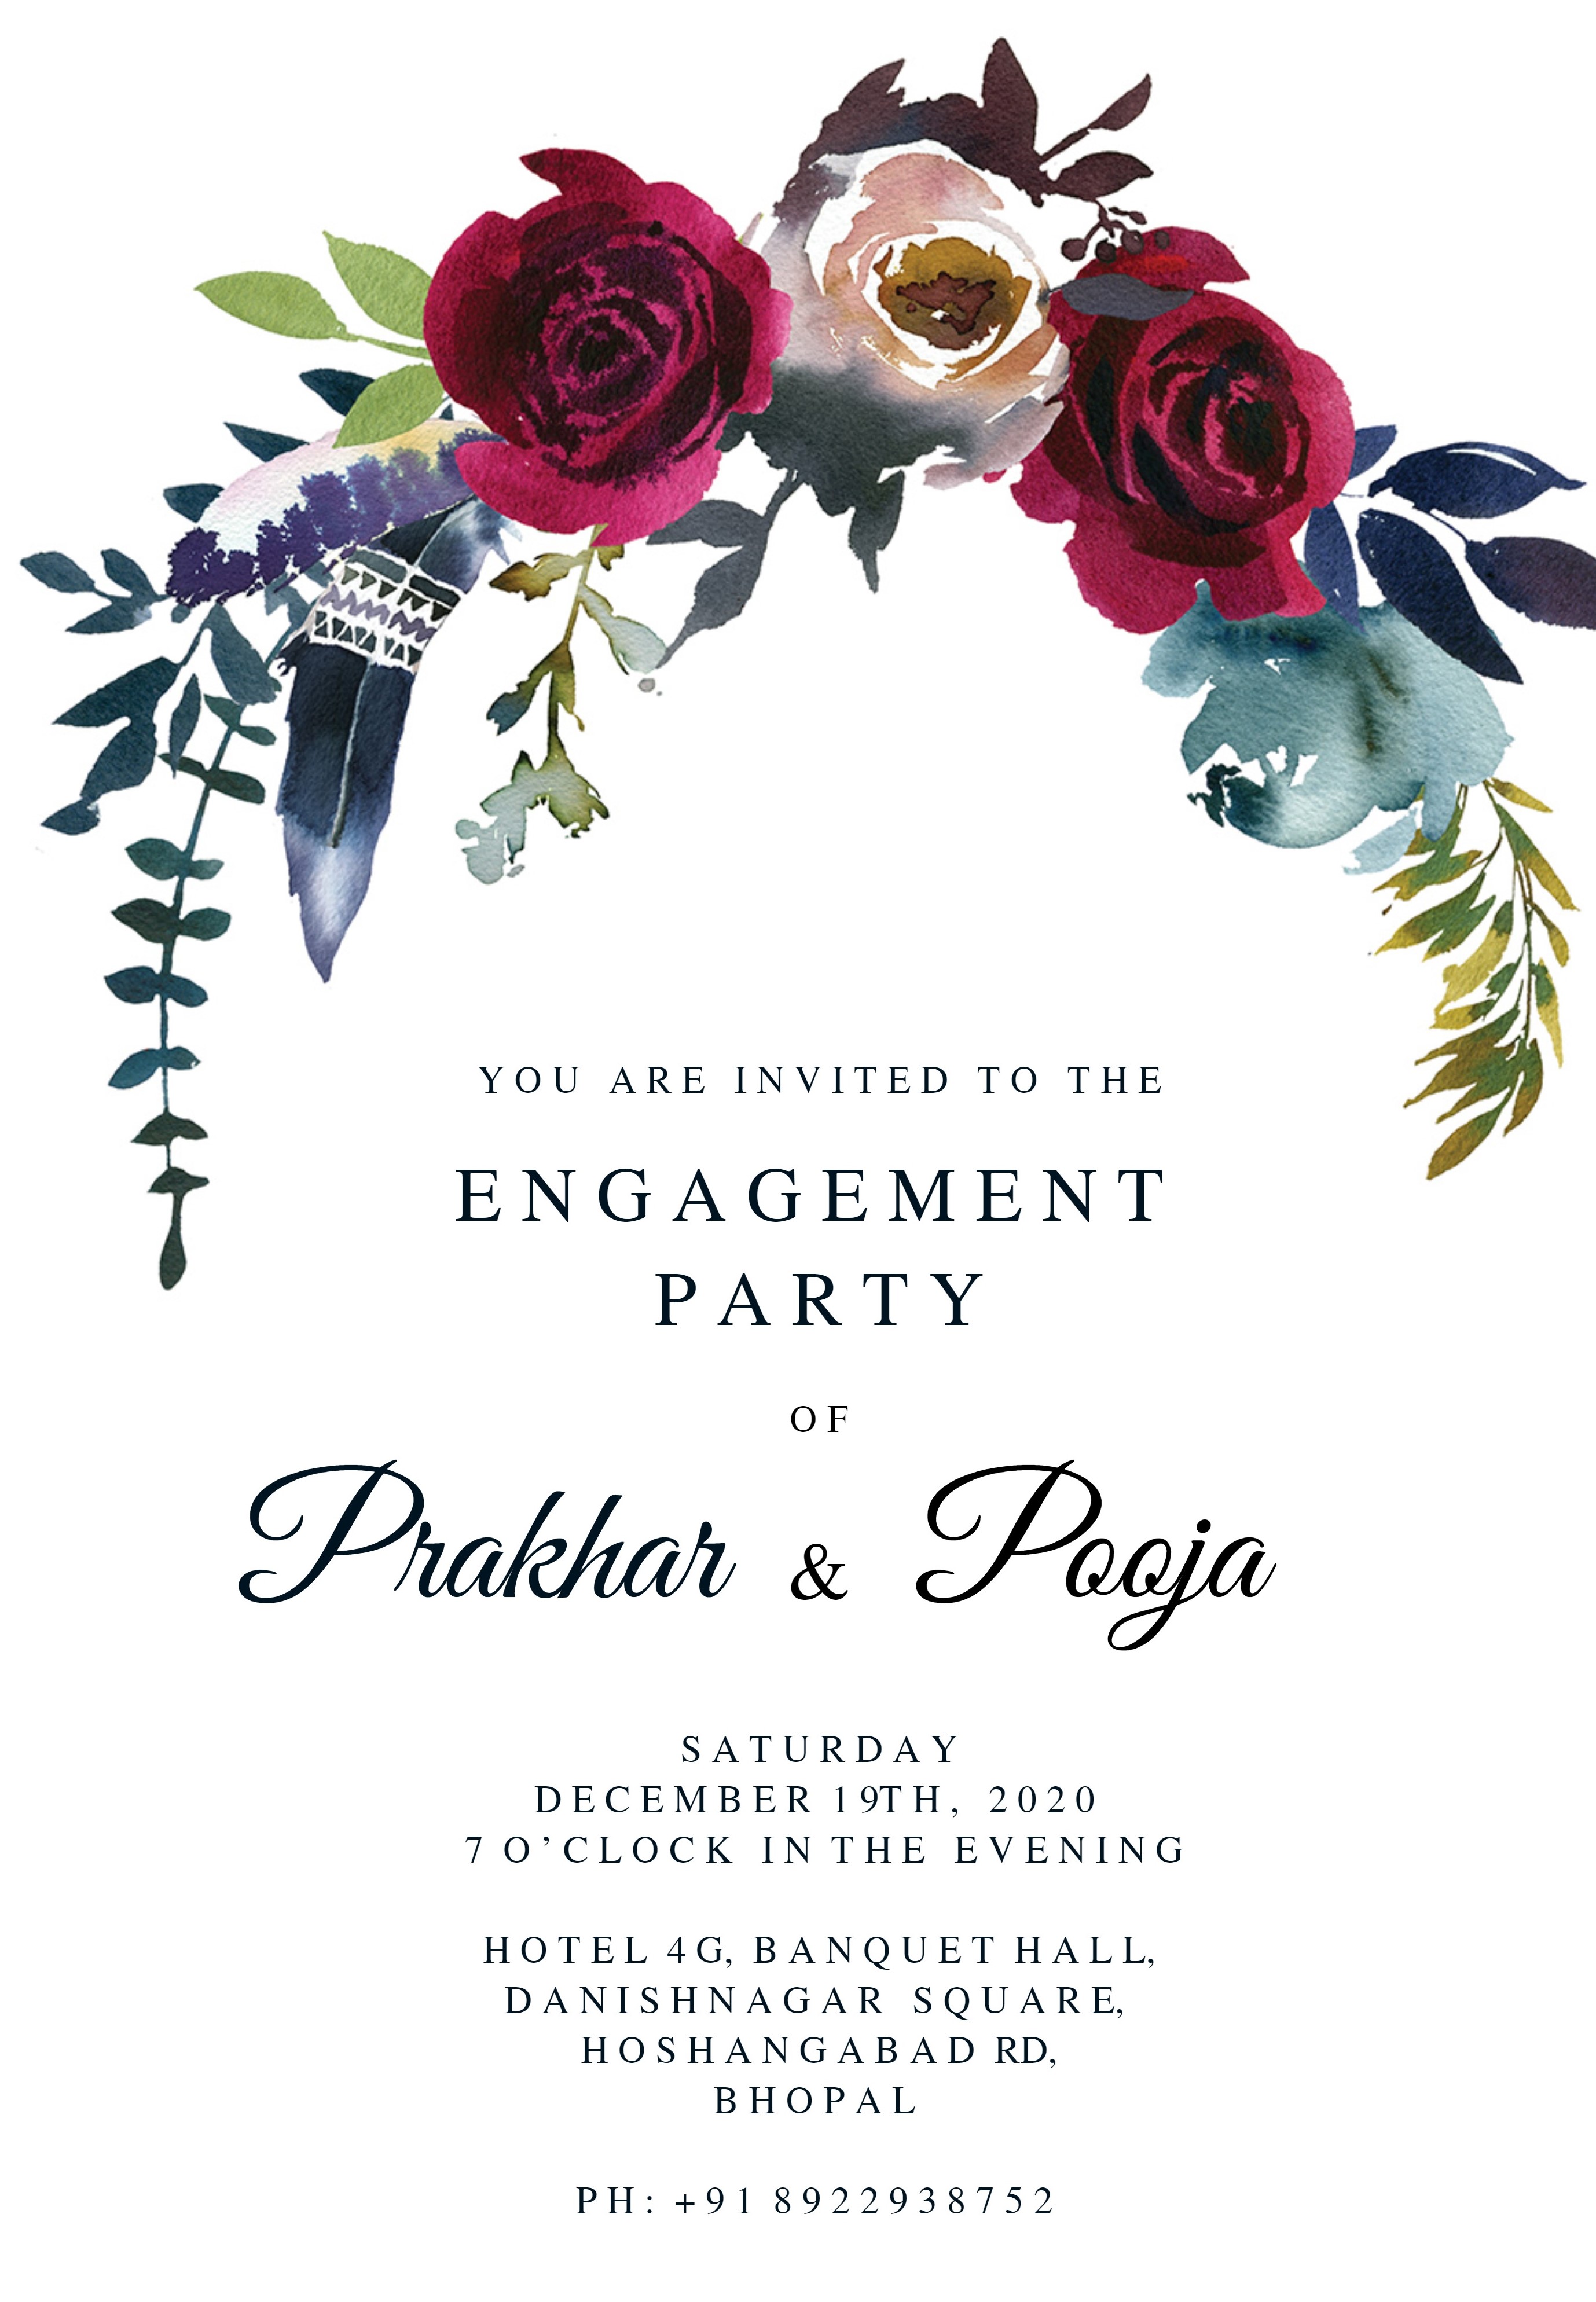 YOU ARE INVITED TO THE
ENGAGEMENT
PARTY
OF
Prakhar & Pooja
SATURDAY
DECEMBER 19TH, 2020
7 O’CLOCK IN THE EVENING
HOTEL 4G, BANQUET HALL,
DANISHNAGAR SQUARE,
HOSHANGABAD RD,
BHOPAL
PH: +91 8922938752